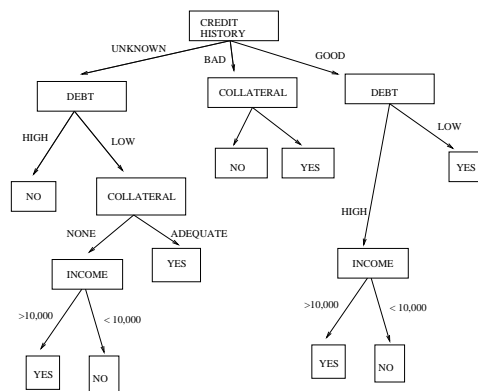 CREDIT
HISTORY
UNKNOWN
BAD
GOOD
DEBT
COLLATERAL
DEBT
HIGH
LOW
LOW
NO
COLLATERAL
NO
YES
YES
NONE
ADEQUATE
HIGH
INCOME
YES
INCOME
>10,000
< 10,000
>10,000
< 10,000
YES
NO
YES
NO